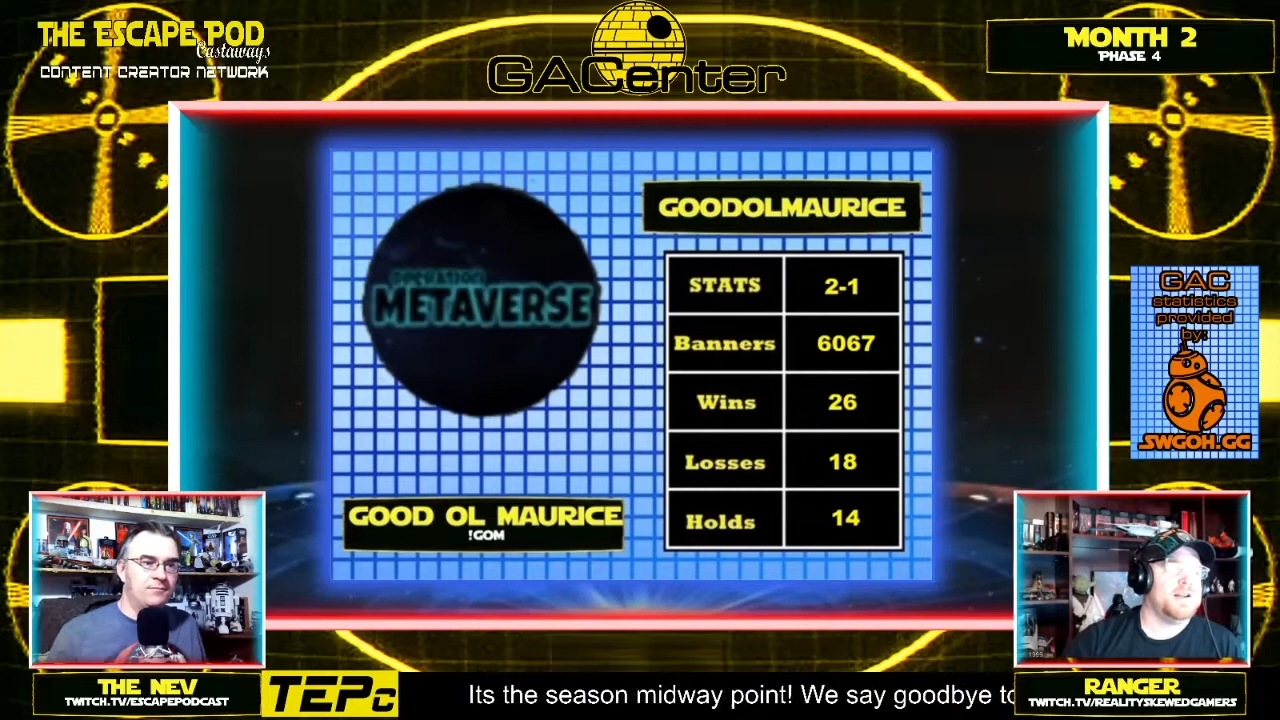 THE ESCAPE POD
Castaways
CONTENT CREATOR NETWORK
GACenter
MONTH 2
PHASE 4
OPERATION
METAVERSE
GOODOLMAURICE
STATS 2-1
Banners 6067
Wins 26
Losses 18
Holds 14
GOOD OL MAURICE
!GOM
GAC
statistics
provided
by:
SWGOH.GG
THE NEV
TWITCH.TV/ESCAPEPODCAST
TEPc
Its the season midway point! We say goodbye to
RANGER
TWITCH.TV/REALITYSKEWEDGAMERS